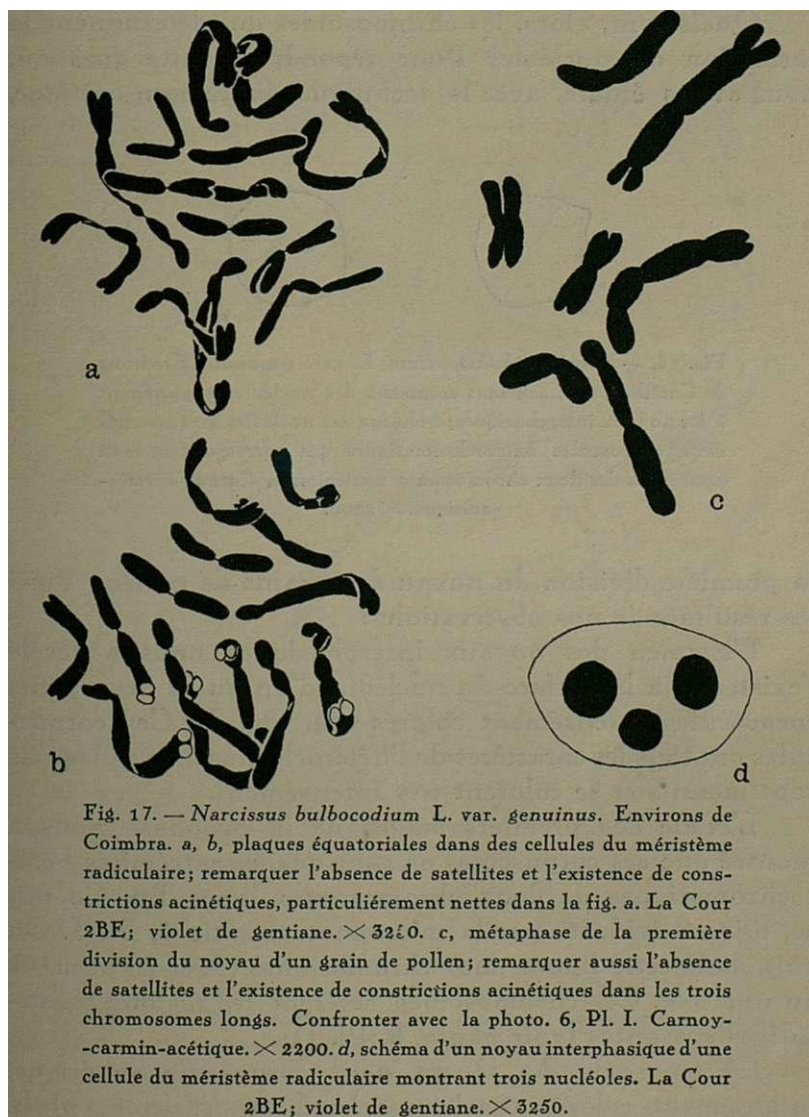 a
c
b
d
Fig. 17. — Narcissus bulbocodium L. var. genuinus. Environs de
Coimbra. a, b, plaques équatoriales dans des cellules du méristème
radiculaire; remarquer l'absence de satellites et l'existence de cons-
trictions acinétiques, particuliérement nettes dans la fig. a. La Cour
2BE; violet de gentiane. × c, métaphase de la première
division du noyau d'un grain de pollen; remarquer aussi l'absence
de satellites et l'existence de constrictions acinétiques dans les trois
chromosomes longs. Confronter avec la photo. 6, Pl. I. Carnoy-
-carmin-acétique. × 2200. d, schéma d'un noyau interphasique d'une
cellule du méristème radiculaire montrant trois nucléoles. La Cour
2BE; violet de gentiane. × 3250.